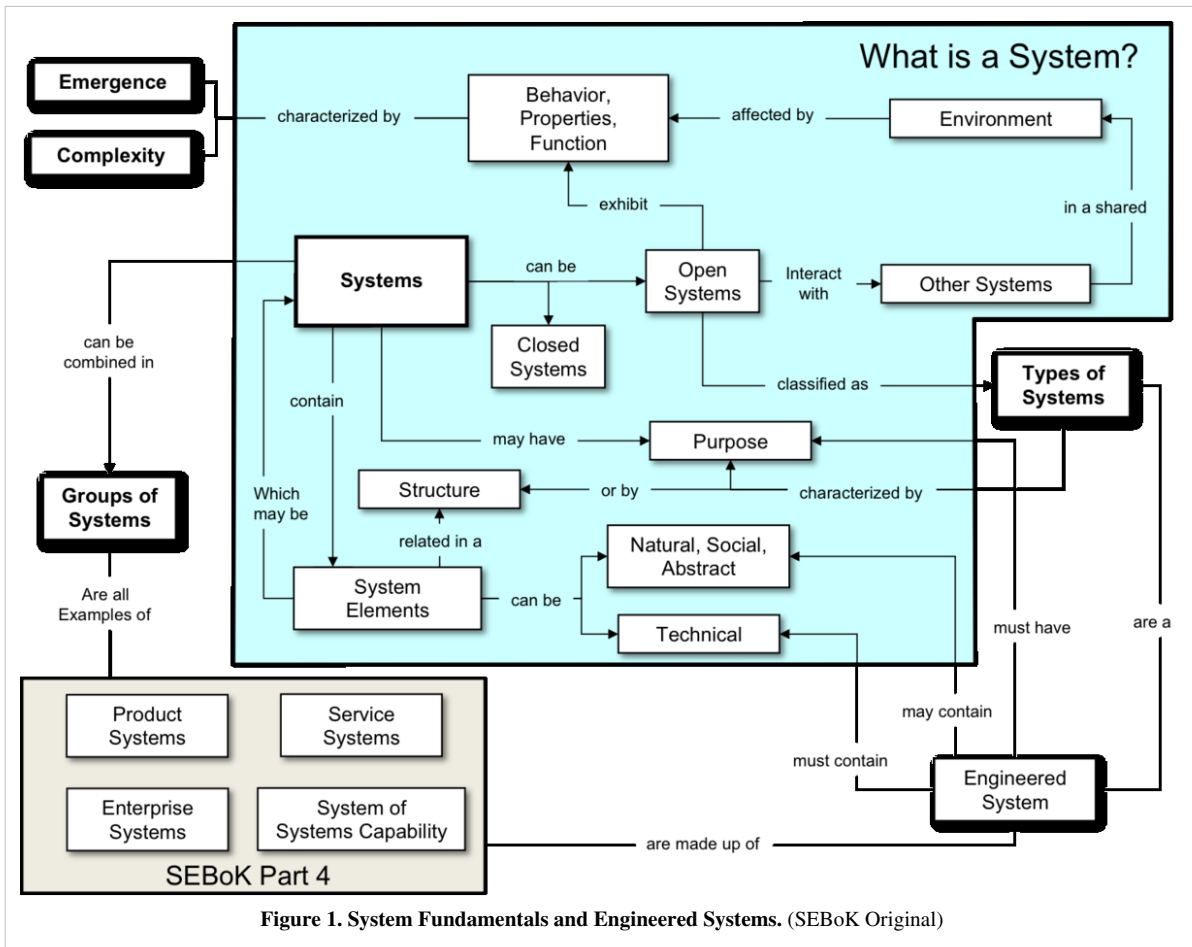 What is a System?
Emergence
Complexity
characterized by
Behavior,
Properties,
Function
affected by
Environment
exhibit
in a shared
Systems
can be
Open
Systems
Interact
with
Other Systems
Closed
Systems
can be
combined in
contain
classified as
Types of
Systems
may have
Purpose
Groups of
Systems
Which
may be
Structure
or by
characterized by
related in a
Natural, Social,
Abstract
Are all
Examples of
System
Elements
can be
Technical
must have
are a
Product
Systems
Service
Systems
may contain
must contain
Engineered
System
Enterprise
Systems
System of
Systems Capability
are made up of
SEBoK Part 4
Figure 1. System Fundamentals and Engineered Systems. (SEBoK Original)